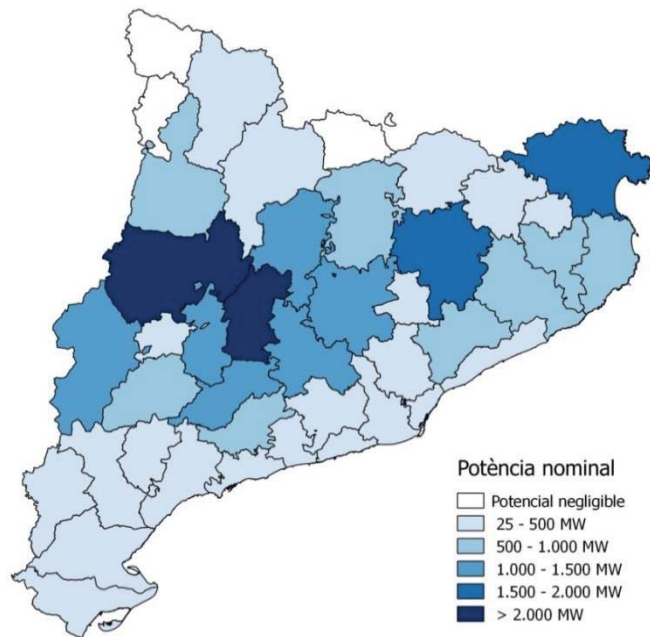 Potència nominal
Potencial negligible
25 - 500 MW
500 - 1.000 MW
1.000 - 1.500 MW
1.500 - 2.000 MW
> 2.000 MW